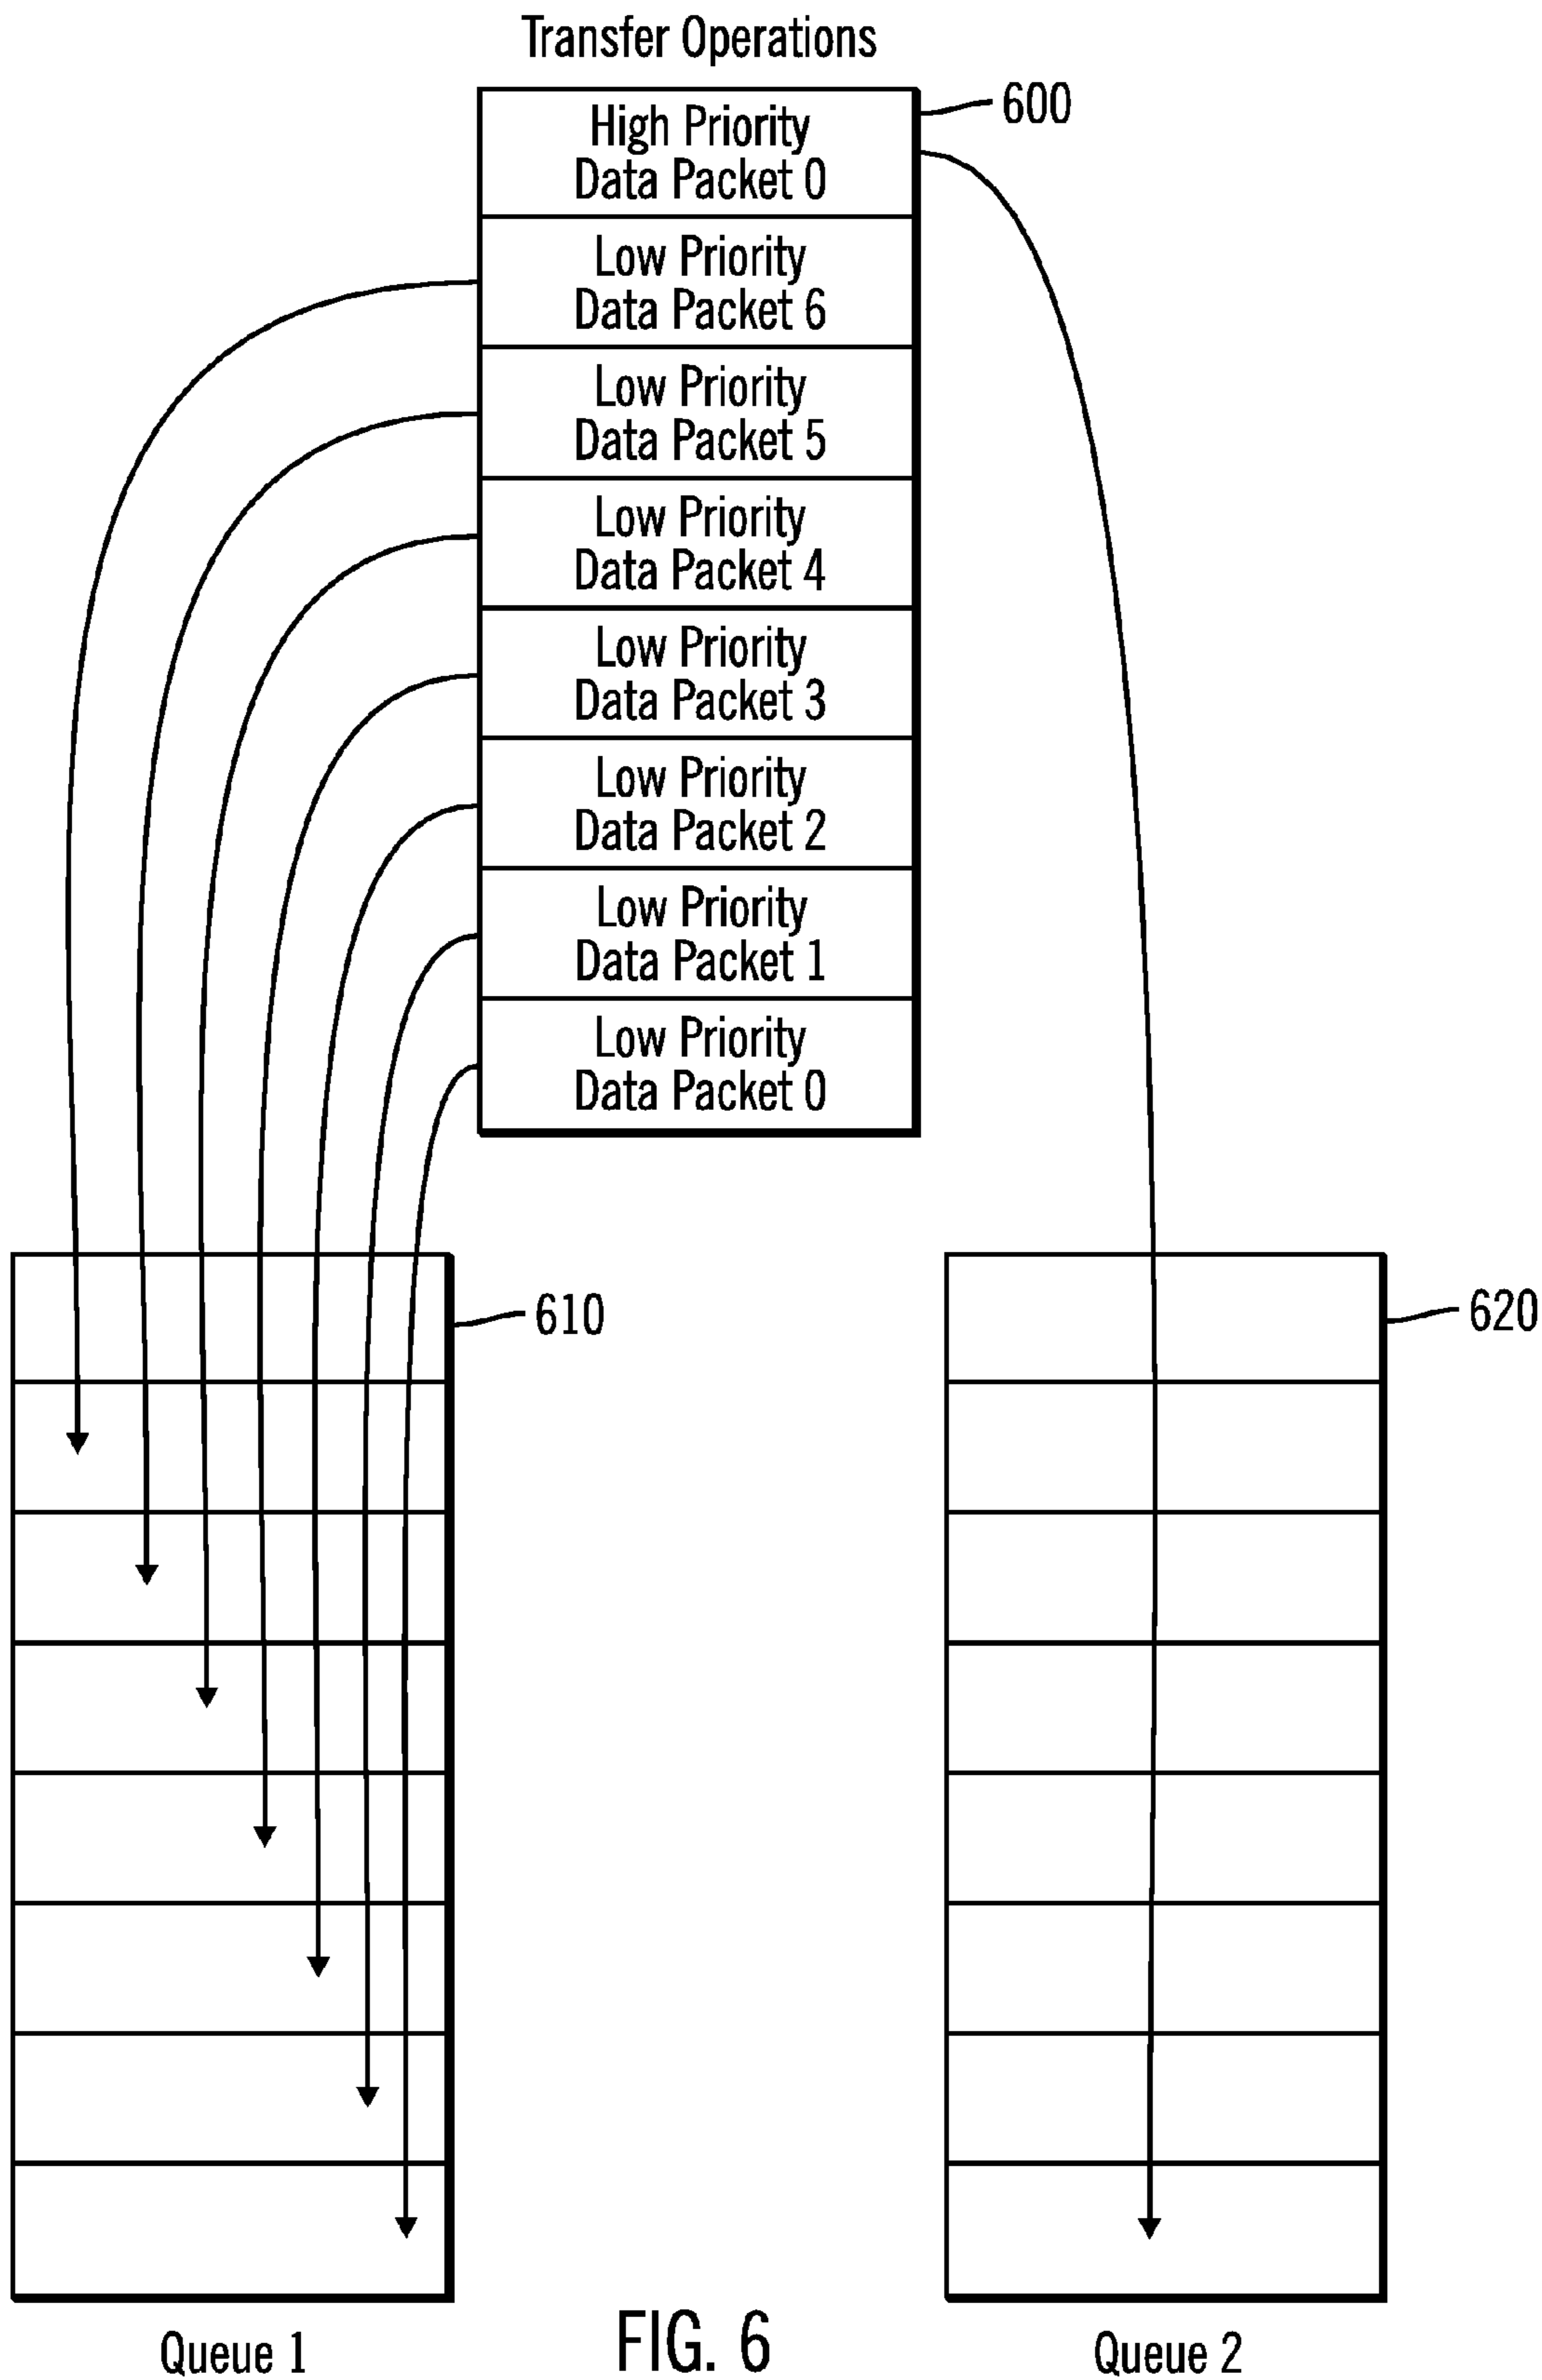 Transfer Operations
High Priority
Data Packet 0
600
Low Priority
Data Packet 6
Low Priority
Data Packet 5
Low Priority
Data Packet 4
Low Priority
Data Packet 3
Low Priority
Data Packet 2
Low Priority
Data Packet 1
Low Priority
Data Packet 0
610
620
Queue 1
FIG. 6
Queue 2